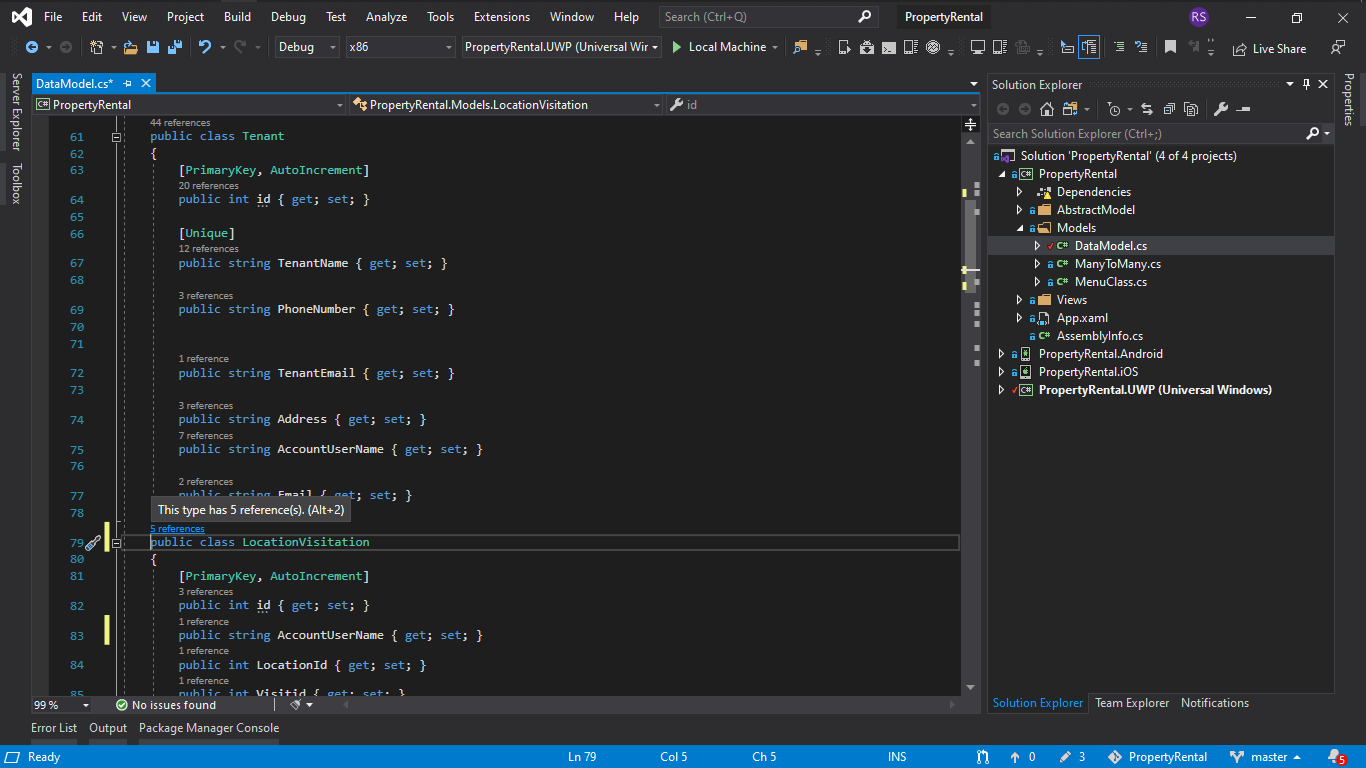 File Edit View Project Build Debug Test Analyze Tools Extensions Window Help Search (Ctrl+Q) PropertyRental RS
Debug x86 PropertyRental.UWP (Universal Wir Local Machine Live Share
Server Explorer
Toolbox
DataModel.cs*
PropertyRental PropertyRental.Models.LocationVisitation id
44 references
61 public class Tenant
62 {
63 [PrimaryKey, AutoIncrement]
20 references
64 public int id { get; set; }
65
66 [Unique]
12 references
67 public string TenantName { get; set; }
68
3 references
69 public string PhoneNumber { get; set; }
70
71
1 reference
72 public string TenantEmail { get; set; }
73
3 references
74 public string Address { get; set; }
7 references
75 public string AccountUserName { get; set; }
76
2 references
77 public string Email { get; set; }
This type has 5 reference(s). (Alt+2)
78
5 references
79 public class LocationVisitation
80 {
81 [PrimaryKey, AutoIncrement]
3 references
82 public int id { get; set; }
1 reference
83 public string AccountUserName { get; set; }
1 reference
84 public int LocationId { get; set; }
1 reference
85 public int Visitid { get; set; }
99 % No issues found
Error List Output Package Manager Console
Solution Explorer
Search Solution Explorer (Ctrl+;)
Solution 'PropertyRental' (4 of 4 projects)
C# PropertyRental
Dependencies
AbstractModel
Models
C# DataModel.cs
C# ManyToMany.cs
C# MenuClass.cs
Views
App.xaml
C# AssemblyInfo.cs
PropertyRental.Android
PropertyRental.iOS
C# PropertyRental.UWP (Universal Windows)
Solution Explorer Team Explorer Notifications
Properties
Ready Ln 79 Col 5 Ch 5 INS 0 3 PropertyRental master 5